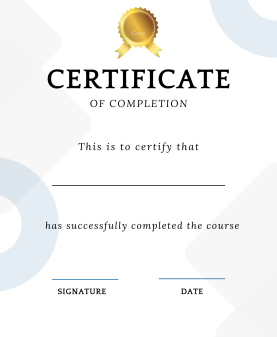 CERTIFICATE
OF COMPLETION
This is to certify that
has successfully completed the course
SIGNATURE
DATE